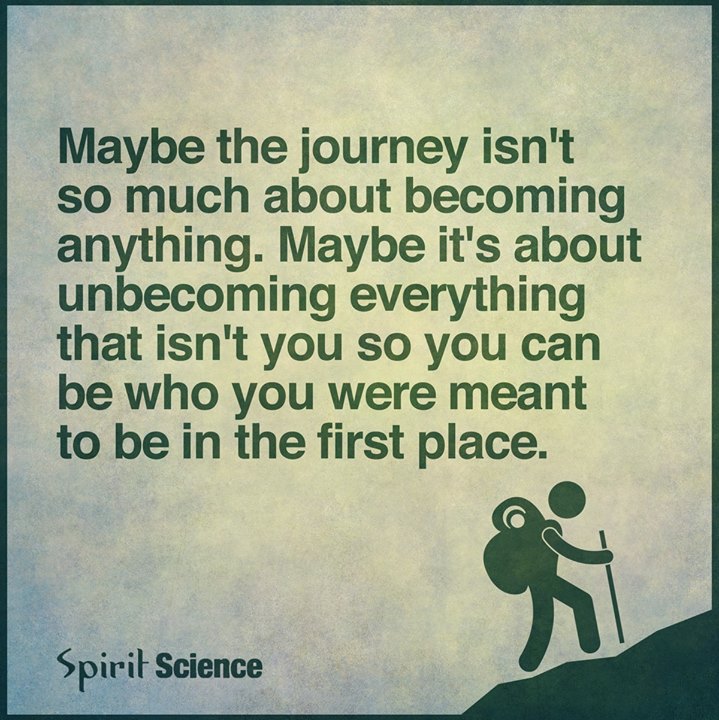 Maybe the journey isn't
so much about becoming
anything. Maybe it's about
unbecoming everything
that isn't you so you can
be who you were meant
to be in the first place.
Spirit Science